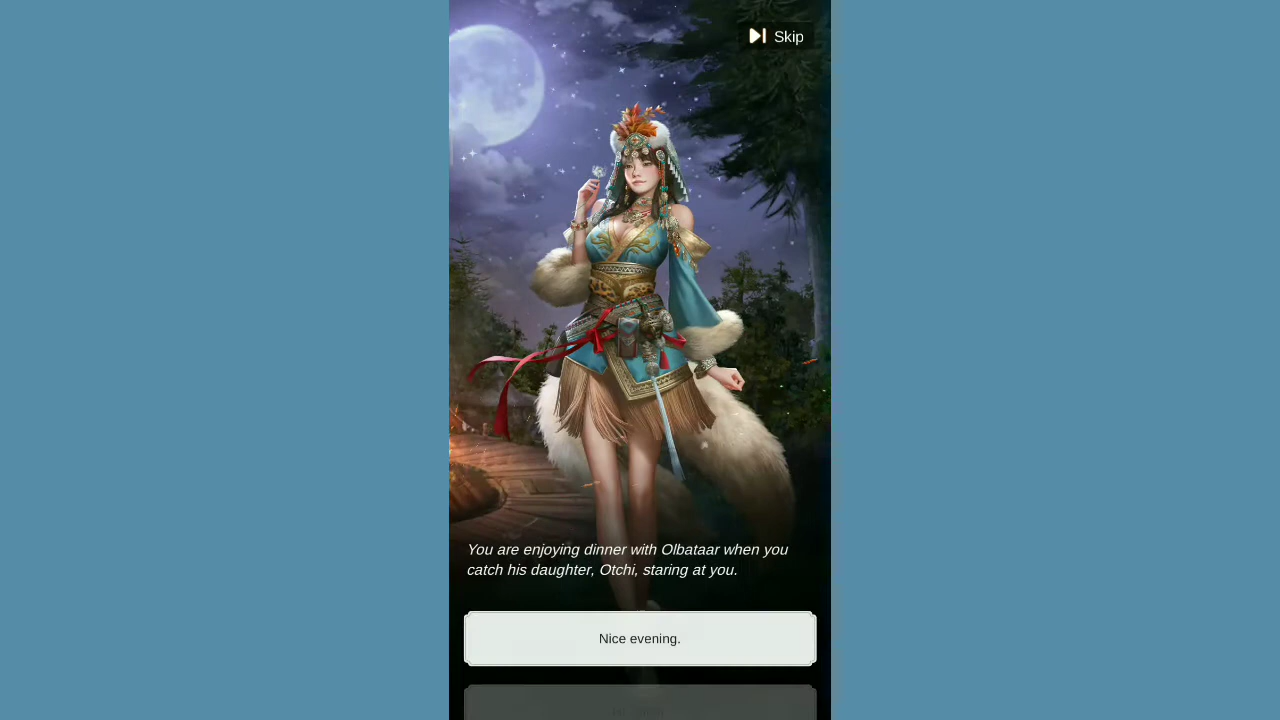 Skip
You are enjoying dinner with Olbataar when you
catch his daughter, Otchi, staring at you.
Nice evening.